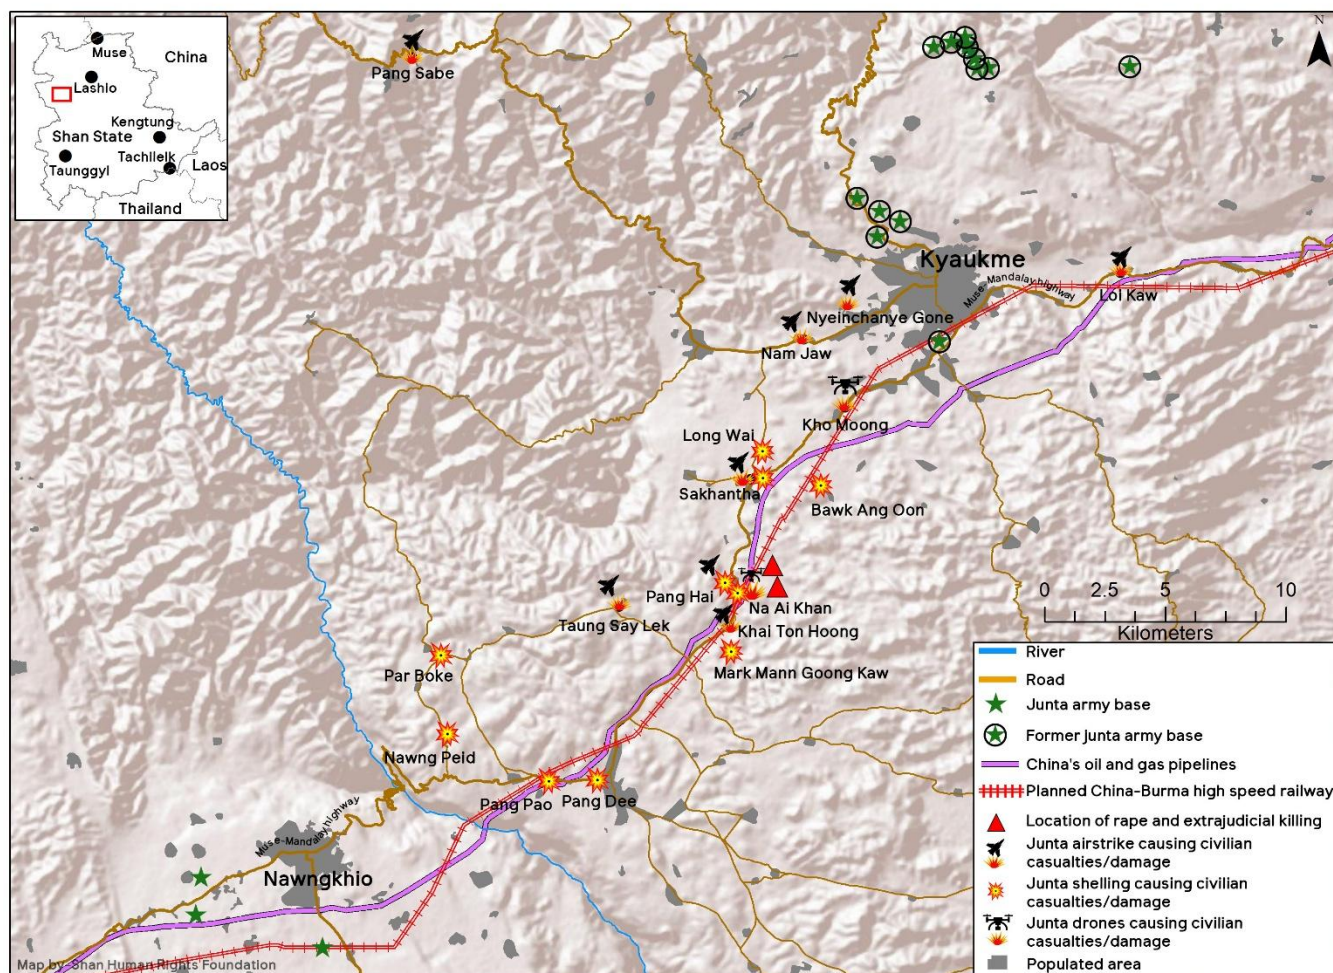 N
Muse
China
Lashio
Kengtung
Shan State
Tachileik
Laos
Taunggyi
Thailand
Pang Sabe
Kyaukme
Muse-Mandalay highway
Loi Kaw
Nyeinchanye Gone
Nam Jaw
Kho Moong
Long Wai
Sakhantha
Bawk Ang Oon
Pang Hai
Na Ai Khan
Taung Say Lek
Khai Ton Hoong
Par Boke
Mark Mann Goong Kaw
Nawng Peid
Pang Pao
Pang Dee
Muse-Mandalay highway
Nawngkhio
0 2.5 5 10
Kilometers
River
Road
Junta army base
Former junta army base
China's oil and gas pipelines
Planned China-Burma high speed railway
Location of rape and extrajudicial killing
Junta airstrike causing civilian
casualties/damage
Junta shelling causing civilian
casualties/damage
Junta drones causing civilian
casualties/damage
Populated area
Map by: Shan Human Rights Foundation